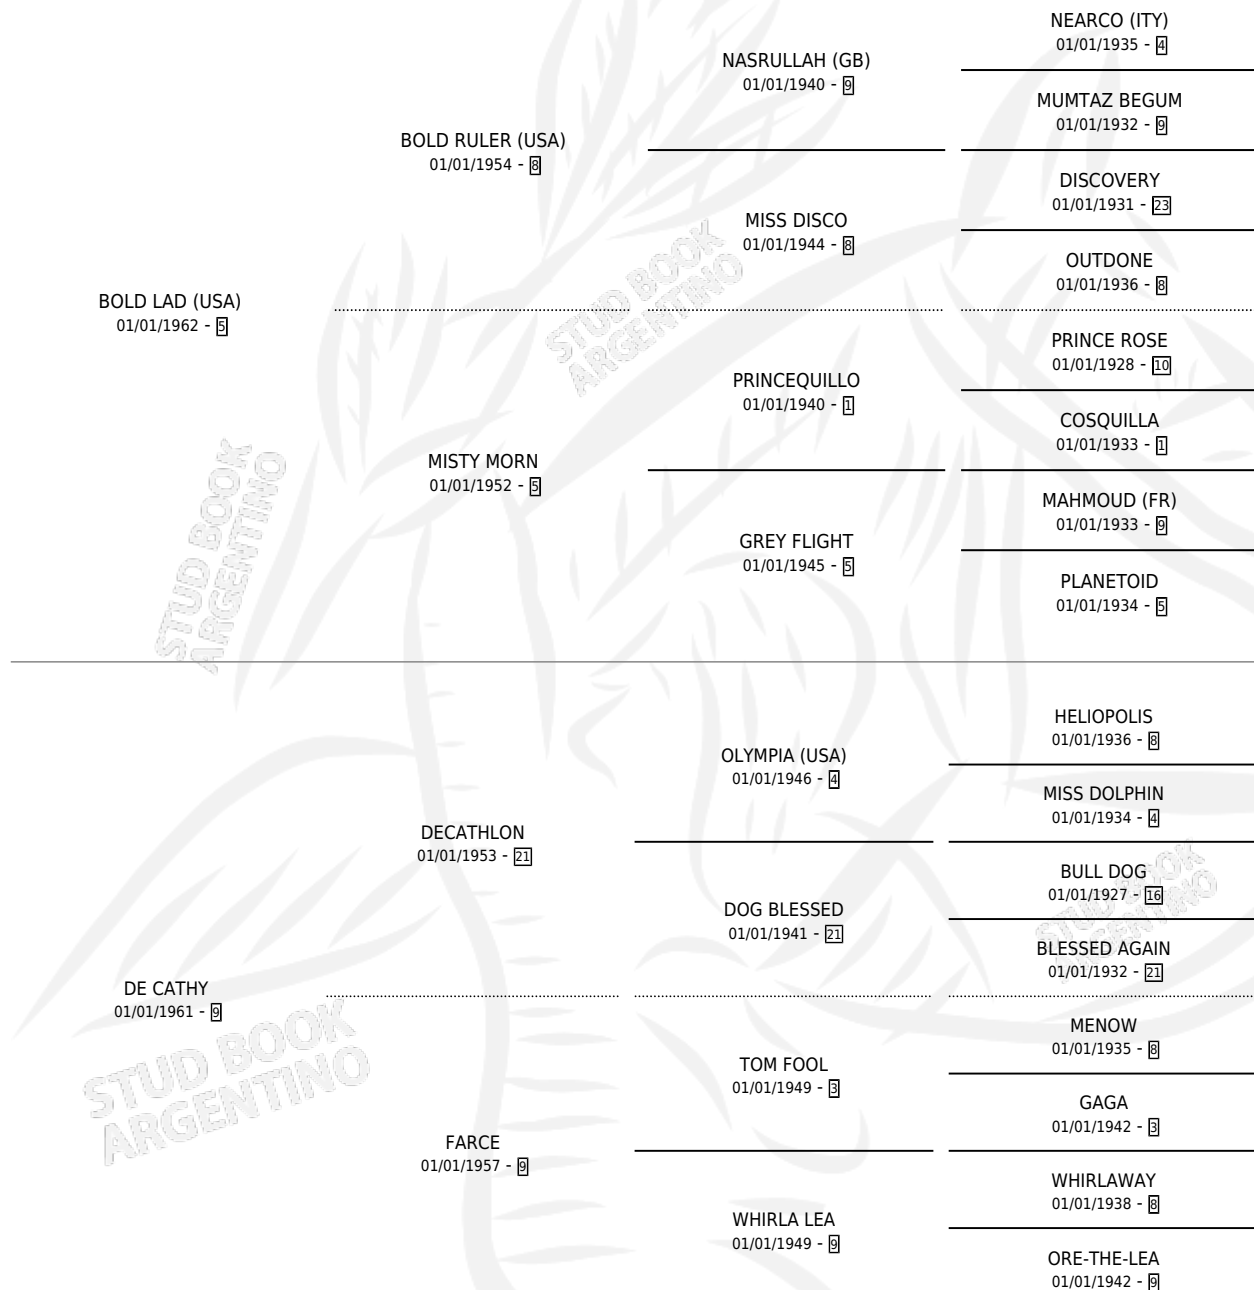 NEARCO (ITY)
01/01/1935 - 4
NASRULLAH (GB)
01/01/1940 - 9
MUMTAZ BEGUM
01/01/1932 - 9
BOLD RULER (USA)
01/01/1954 - 8
DISCOVERY
01/01/1931 - 23
MISS DISCO
01/01/1944 - 8
OUTDONE
01/01/1936 - 8
BOLD LAD (USA)
01/01/1962 - 5
PRINCE ROSE
01/01/1928 - 10
PRINCEQUILLO
01/01/1940 - 1
COSQUILLA
01/01/1933 - 1
MISTY MORN
01/01/1952 - 5
MAHMOUD (FR)
01/01/1933 - 9
GREY FLIGHT
01/01/1945 - 5
PLANETOID
01/01/1934 - 5
HELIOPOLIS
01/01/1936 - 8
OLYMPIA (USA)
01/01/1946 - 4
MISS DOLPHIN
01/01/1934 - 4
DECATHLON
01/01/1953 - 21
BULL DOG
01/01/1927 - 16
DOG BLESSED
01/01/1941 - 21
BLESSED AGAIN
01/01/1932 - 21
DE CATHY
01/01/1961 - 9
MENOW
01/01/1935 - 8
TOM FOOL
01/01/1949 - 3
GAGA
01/01/1942 - 3
FARCE
01/01/1957 - 9
WHIRLAWAY
01/01/1938 - 8
WHIRLA LEA
01/01/1949 - 9
ORE-THE-LEA
01/01/1942 - 9
STUD BOOK
ARGENTINO
STUD BOOK
ARGENTINO
STUD BOOK
ARGENTINO
STUD BOOK
ARGENTINO